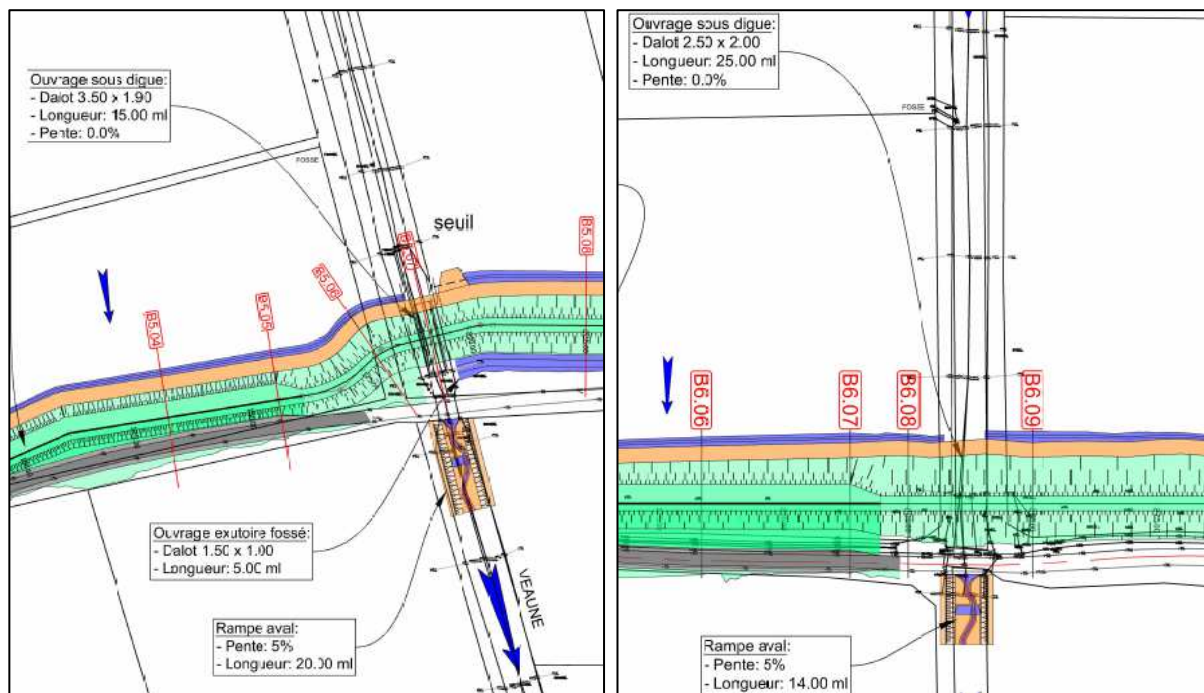 Ouvrage sous digue:
- Dalot 3.50 x 1.90
- Longueur: 15.00 ml
- Pente: 0.0%
FOSSE
seuil
B5.04
B5.05
B5.06
B5.08
Ouvrage exutoire fossé:
- Dalot 1.50 x 1.00
- Longueur: 5.00 ml
Rampe aval:
- Pente: 5%
- Longueur: 20.00 ml
VEAUNE
Ouvrage sous digue:
- Dalot 2.50 x 2.00
- Longueur: 25.00 ml
- Pente: 0.0%
FOSSE
B6.06
B6.07
B6.08
B6.09
Rampe aval:
- Pente: 5%
- Longueur: 14.00 ml